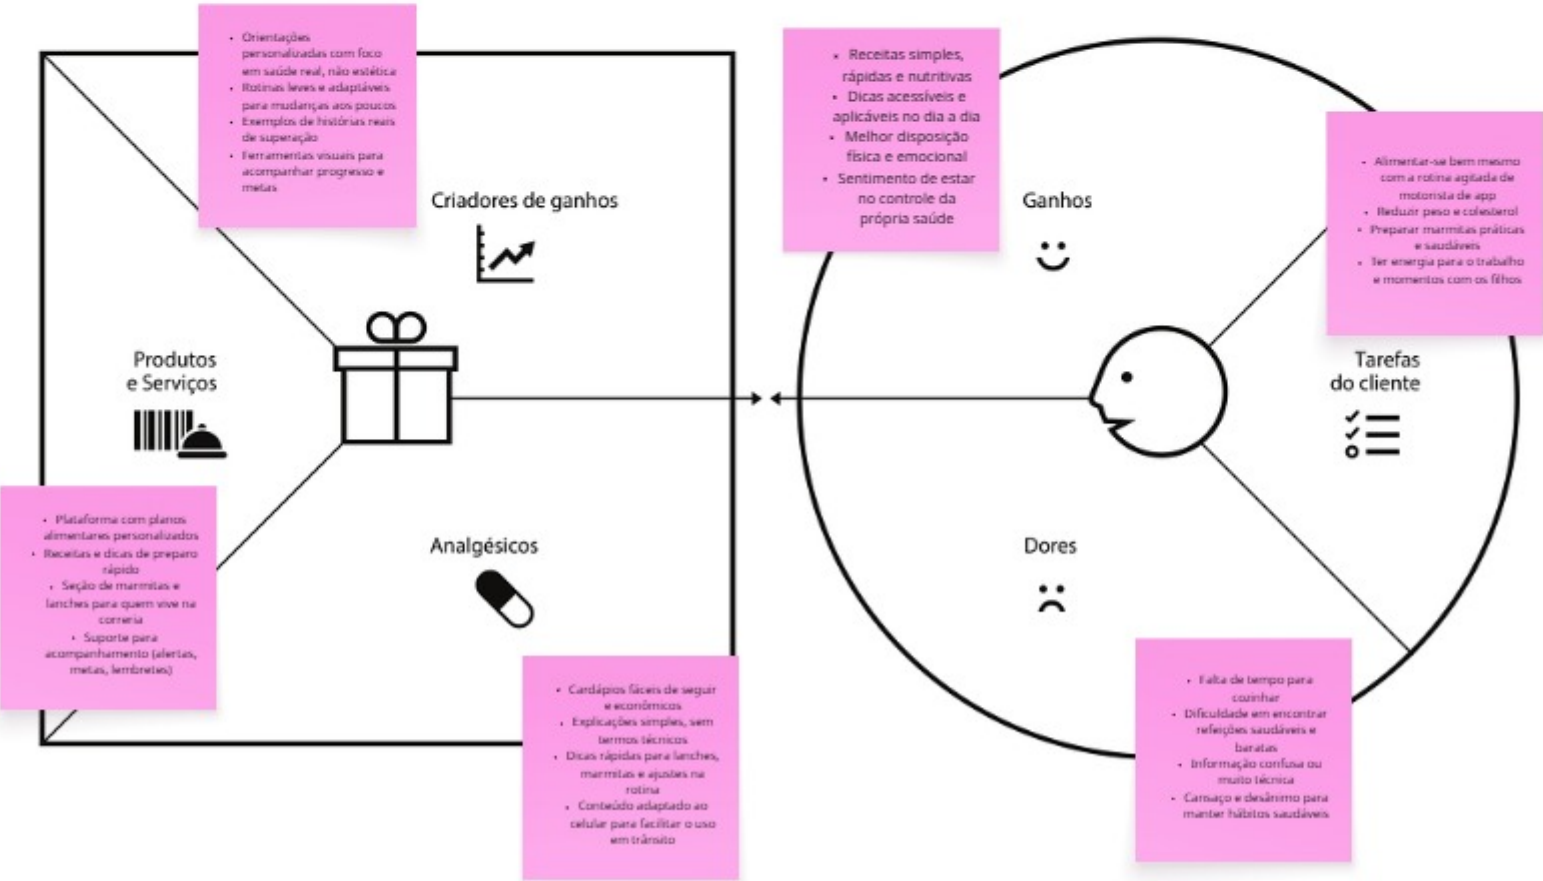 • Orientações
personalizadas com foco
em saúde real, não estética
• Rotinas leves e adaptáveis
para mudanças aos poucos
• Exemplos de histórias reais
de superação
• Ferramentas visuais para
acompanhar progresso e
metas
Criadores de ganhos
Produtos
e Serviços
• Plataforma com planos
alimentares personalizados
• Receitas e dicas de preparo
rápido
• Seção de marmitas e
lanches para quem vive na
correria
• Suporte para
acompanhamento (alertas,
metas, lembretes)
Analgésicos
• Cardápios fáceis de seguir
e econômicos
• Explicações simples, sem
termos técnicos
• Dicas rápidas para lanches,
marmitas e ajustes na
rotina
• Conteúdo adaptado ao
celular para facilitar o uso
em trânsito
• Receitas simples,
rápidas e nutritivas
• Dicas acessíveis e
aplicáveis no dia a dia
• Melhor disposição
física e emocional
• Sentimento de estar
no controle da
própria saúde
Ganhos
• Alimentar-se bem mesmo
com a rotina agitada de
motorista de app
• Reduzir peso e colesterol
• Preparar marmitas práticas
e saudáveis
• Ter energia para o trabalho
e momentos com os filhos
Tarefas
do cliente
Dores
• Falta de tempo para
cozinhar
• Dificuldade em encontrar
refeições saudáveis e
baratas
• Informação confusa ou
muito técnica
• Cansaço e desânimo para
manter hábitos saudáveis